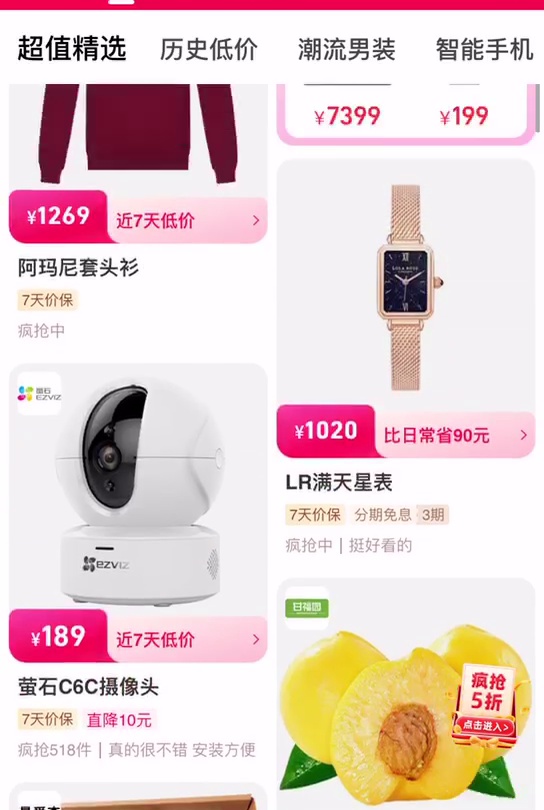 超值精选
历史低价
潮流男装
智能手机
¥7399
¥199
¥1269
近7天低价
阿玛尼套头衫
7天价保
疯抢中
LOLA ROSE
¥1020
比日常省90元
LR满天星表
7天价保
分期免息
3期
疯抢中 | 挺好看的
萤石
EZVIZ
ezviz
¥189
近7天低价
萤石C6C摄像头
7天价保
直降10元
疯抢518件 | 真的很不错 安装方便
甘福园
疯抢
5折
点击进入>